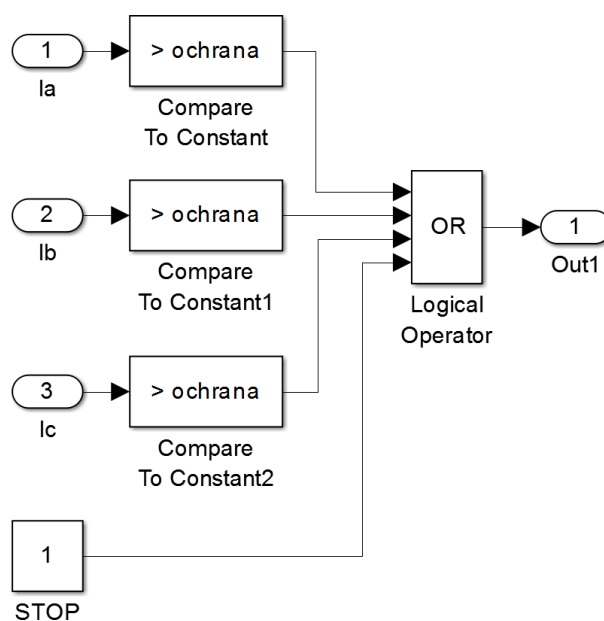 1
Ia
> ochrana
Compare
To Constant
2
Ib
> ochrana
Compare
To Constant1
3
Ic
> ochrana
Compare
To Constant2
1
STOP
OR
Logical
Operator
1
Out1